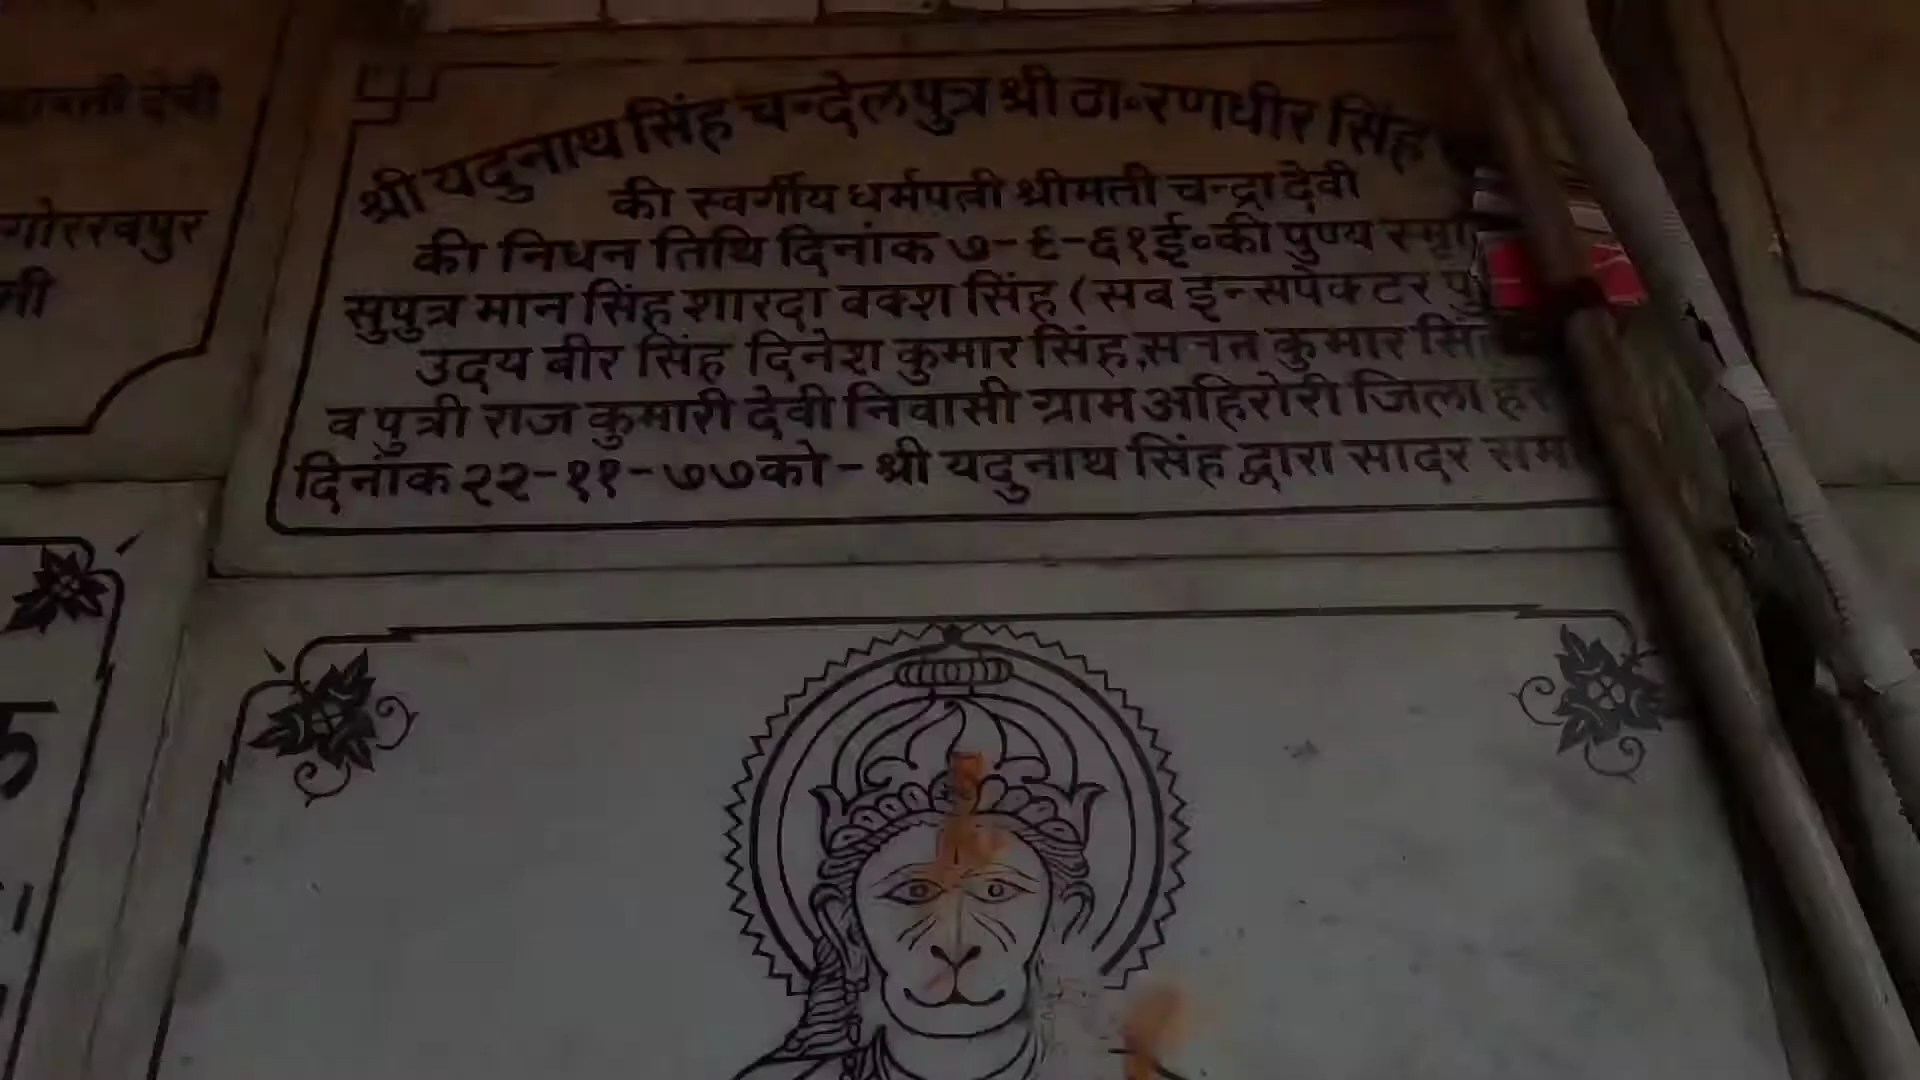 श्री यदुनाथ सिंह चन्देल पुत्र श्री ठा॰ रणधीर सिंह
की स्वर्गीय धर्मपत्नी श्रीमती चन्द्रा देवी
की निधन तिथि दिनांक ७-६-६१ई॰की पुण्य
सुपुत्र मान सिंह शारदा बक्श सिंह (सब इन्सपेक्टर
उदय बीर सिंह दिनेश कुमार सिंह,सनत कुमार
व पुत्री राज कुमारी देवी निवासी ग्राम अहिरोरी जिला
दिनांक २२-११-७७को - श्री यदुनाथ सिंह द्वारा सादर
देवी
गोरखपुर